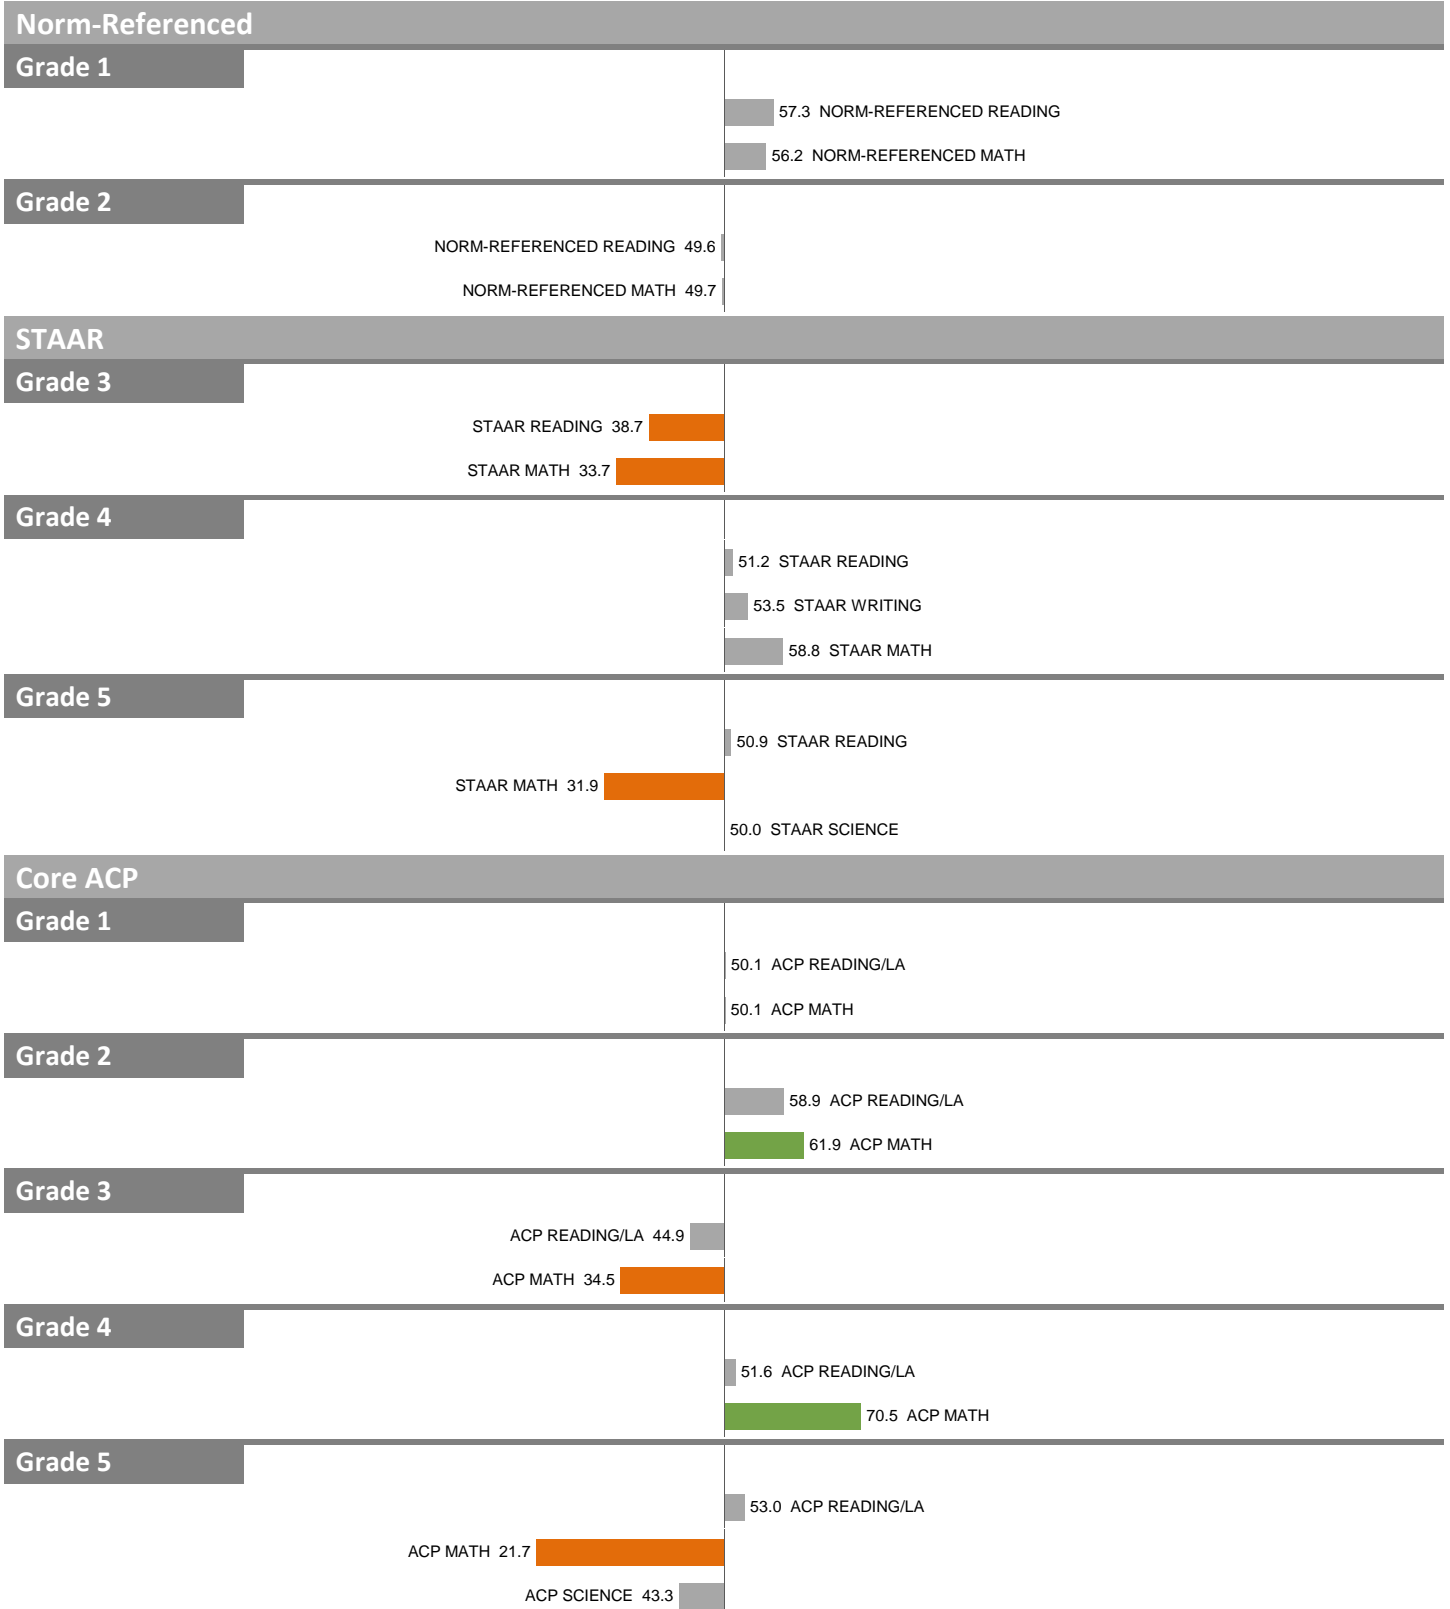 Norm-Referenced
Grade 1
57.3 NORM-REFERENCED READING
56.2 NORM-REFERENCED MATH
Grade 2
NORM-REFERENCED READING 49.6
NORM-REFERENCED MATH 49.7
STAAR
Grade 3
STAAR READING 38.7
STAAR MATH 33.7
Grade 4
51.2 STAAR READING
53.5 STAAR WRITING
58.8 STAAR MATH
Grade 5
50.9 STAAR READING
STAAR MATH 31.9
50.0 STAAR SCIENCE
Core ACP
Grade 1
50.1 ACP READING/LA
50.1 ACP MATH
Grade 2
58.9 ACP READING/LA
61.9 ACP MATH
Grade 3
ACP READING/LA 44.9
ACP MATH 34.5
Grade 4
51.6 ACP READING/LA
70.5 ACP MATH
Grade 5
53.0 ACP READING/LA
ACP MATH 21.7
ACP SCIENCE 43.3